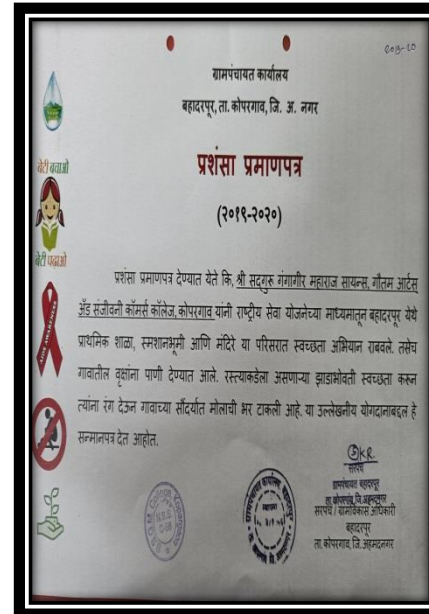 २०१९-२०
ग्रामपंचायत कार्यालय
बहादरपूर, ता. कोपरगाव, जि. अ. नगर
प्रशंसा प्रमाणपत्र
(२०१९-२०२०)
बेटी बचाओ
बेटी पढाओ
AIDS AWARENESS
प्रशंसा प्रमाणपत्र देण्यात येते कि, श्री सद्गुरु गंगागीर महाराज सायन्स, गौतम आर्टस्
अँड संजीवनी कॉमर्स कॉलेज, कोपरगाव यांनी राष्ट्रीय सेवा योजनेच्या माध्यमातून बहादरपूर येथे
प्राथमिक शाळा, स्मशानभूमी आणि मंदिरे या परिसरात स्वच्छता अभियान राबवले. तसेच
गावातील वृक्षांना पाणी देण्यात आले. रस्त्याकडेला असणाऱ्या झाडाभोवती स्वच्छता करून
त्यांना रंग देऊन गावाच्या सौंदर्यात मोलाची भर टाकली आहे. या उल्लेखनीय योगदानाबद्दल हे
सन्मानपत्र देत आहोत.
सरपंच
ग्रामपंचायत बहादरपूर
ता. कोपरगांव, जि. अहमदनगर
सरपंच / ग्रामविकास अधिकारी
बहादरपूर
ता. कोपरगाव, जि. अहमदनगर
N.S.S.